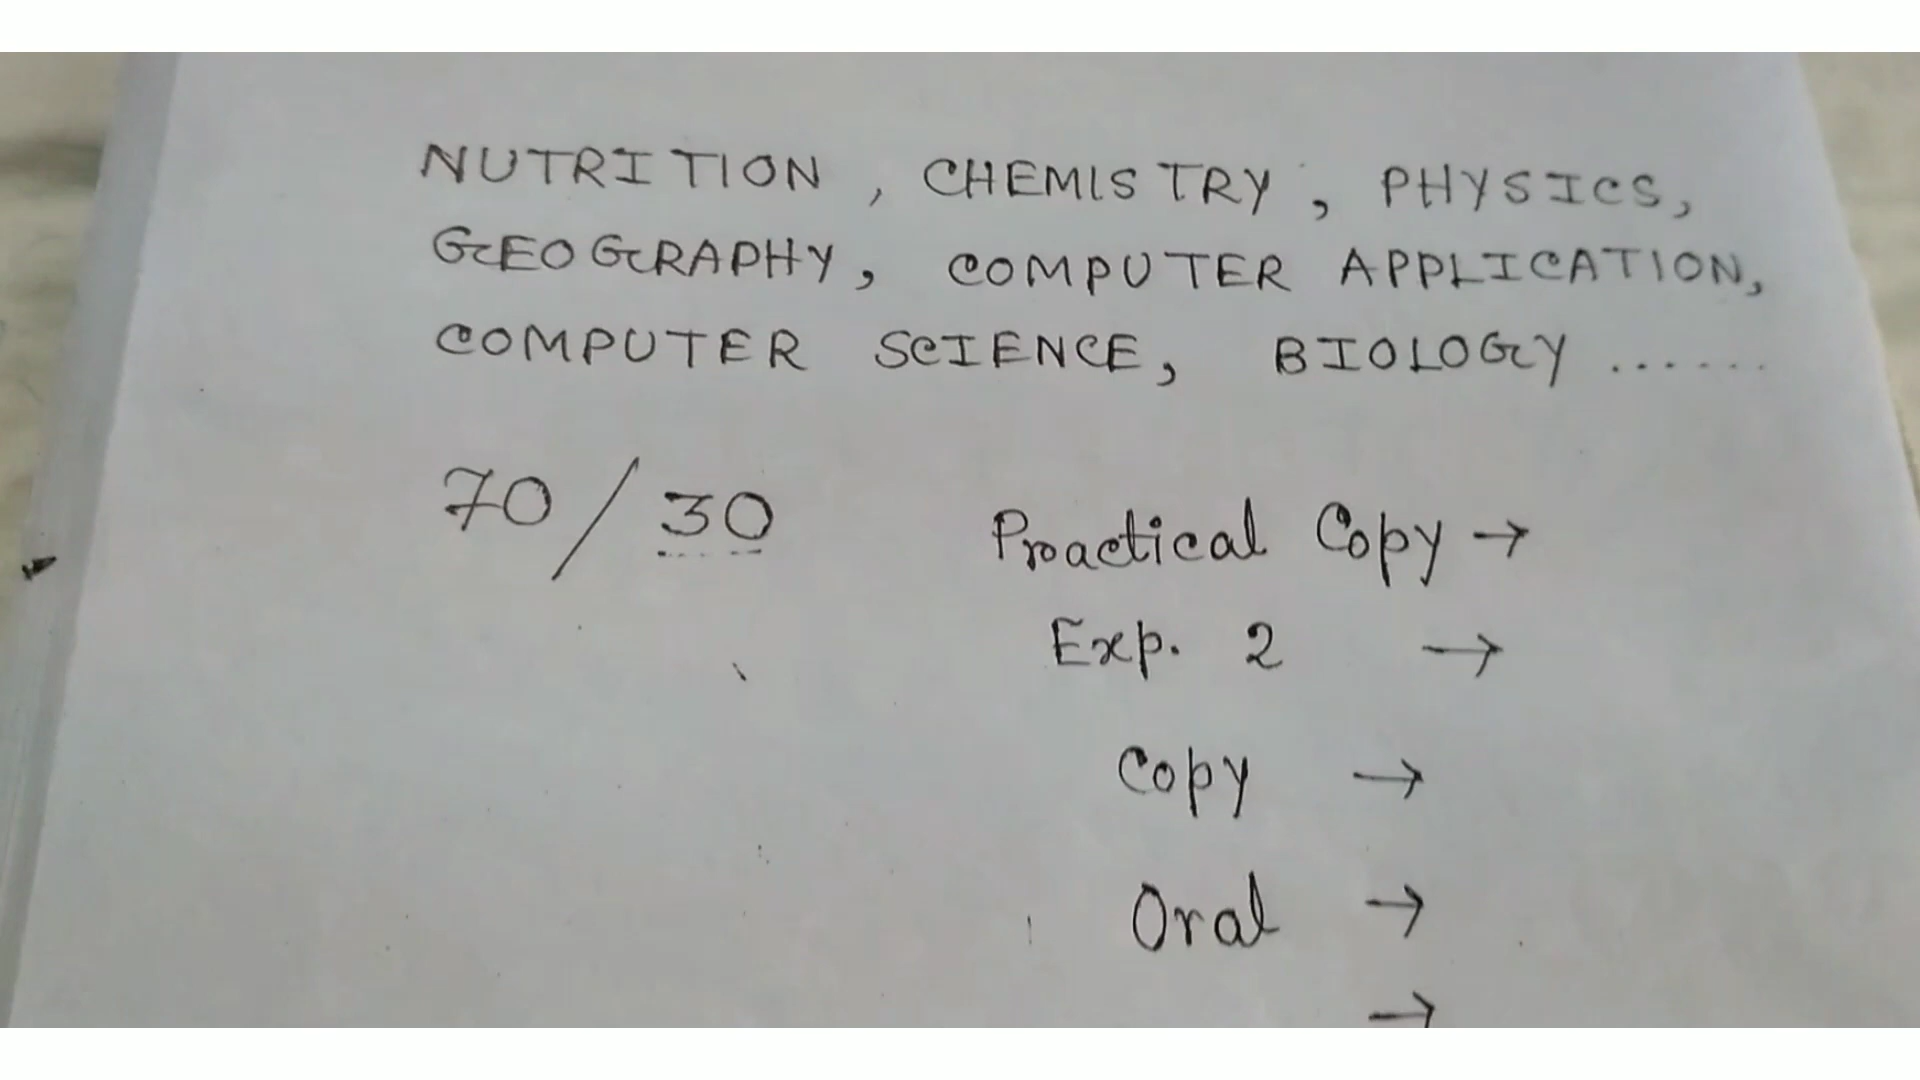 NUTRITION, CHEMISTRY, PHYSICS,
GEOGRAPHY, COMPUTER APPLICATION,
COMPUTER SCIENCE, BIOLOGY ......
70/30
Practical Copy →
Exp. 2 →
Copy →
Oral →
→